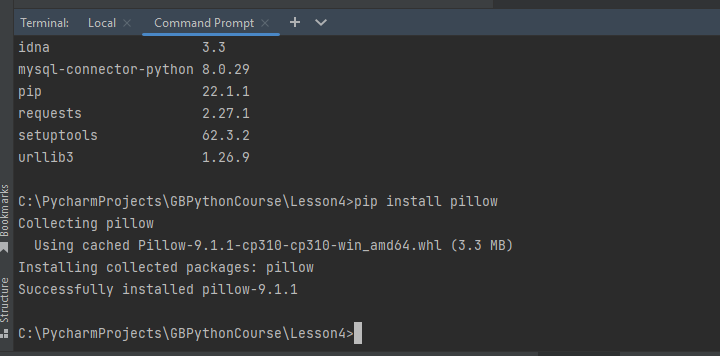 Terminal: Local × Command Prompt × +
idna 3.3
mysql-connector-python 8.0.29
pip 22.1.1
requests 2.27.1
setuptools 62.3.2
urllib3 1.26.9
C:\PycharmProjects\GBPythonCourse\Lesson4>pip install pillow
Collecting pillow
Using cached Pillow-9.1.1-cp310-cp310-win_amd64.whl (3.3 MB)
Installing collected packages: pillow
Successfully installed pillow-9.1.1
C:\PycharmProjects\GBPythonCourse\Lesson4>
Bookmarks
Structure